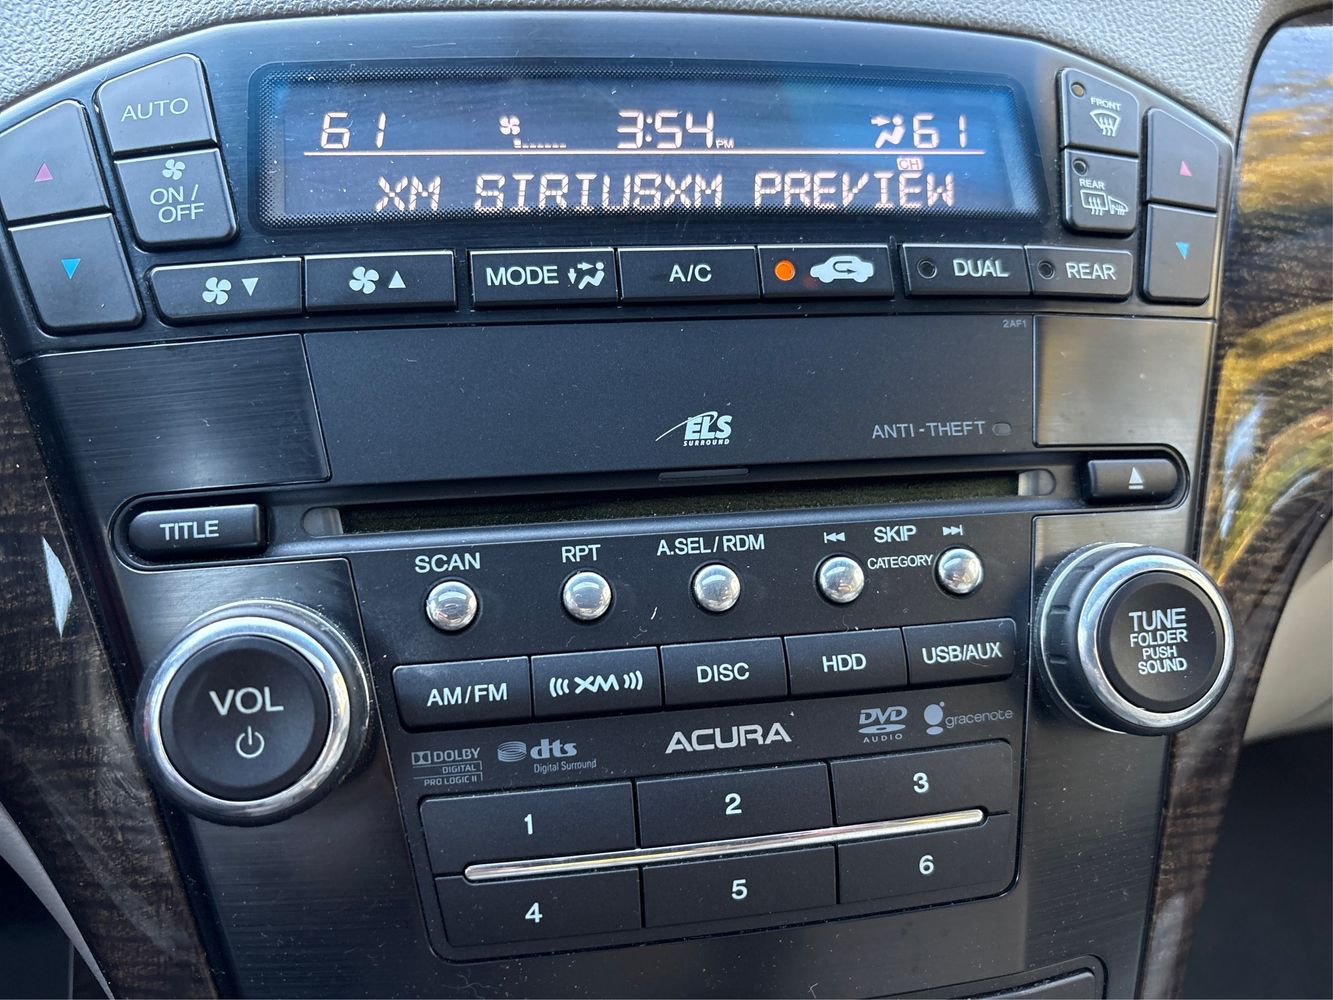 AUTO
ON / OFF
61 3:54 PM 61
CH
XM SIRIUSXM PREVIEW
FRONT
REAR
MODE
A/C
DUAL
REAR
2AF1
ELS
SURROUND
ANTI-THEFT
TITLE
SCAN
RPT
A.SEL/RDM
SKIP
CATEGORY
VOL
AM/FM
XM
DISC
HDD
USB/AUX
TUNE
FOLDER
PUSH
SOUND
DOLBY
DIGITAL
PRO LOGIC II
dts
Digital Surround
ACURA
DVD
AUDIO
gracenote
1
2
3
4
5
6